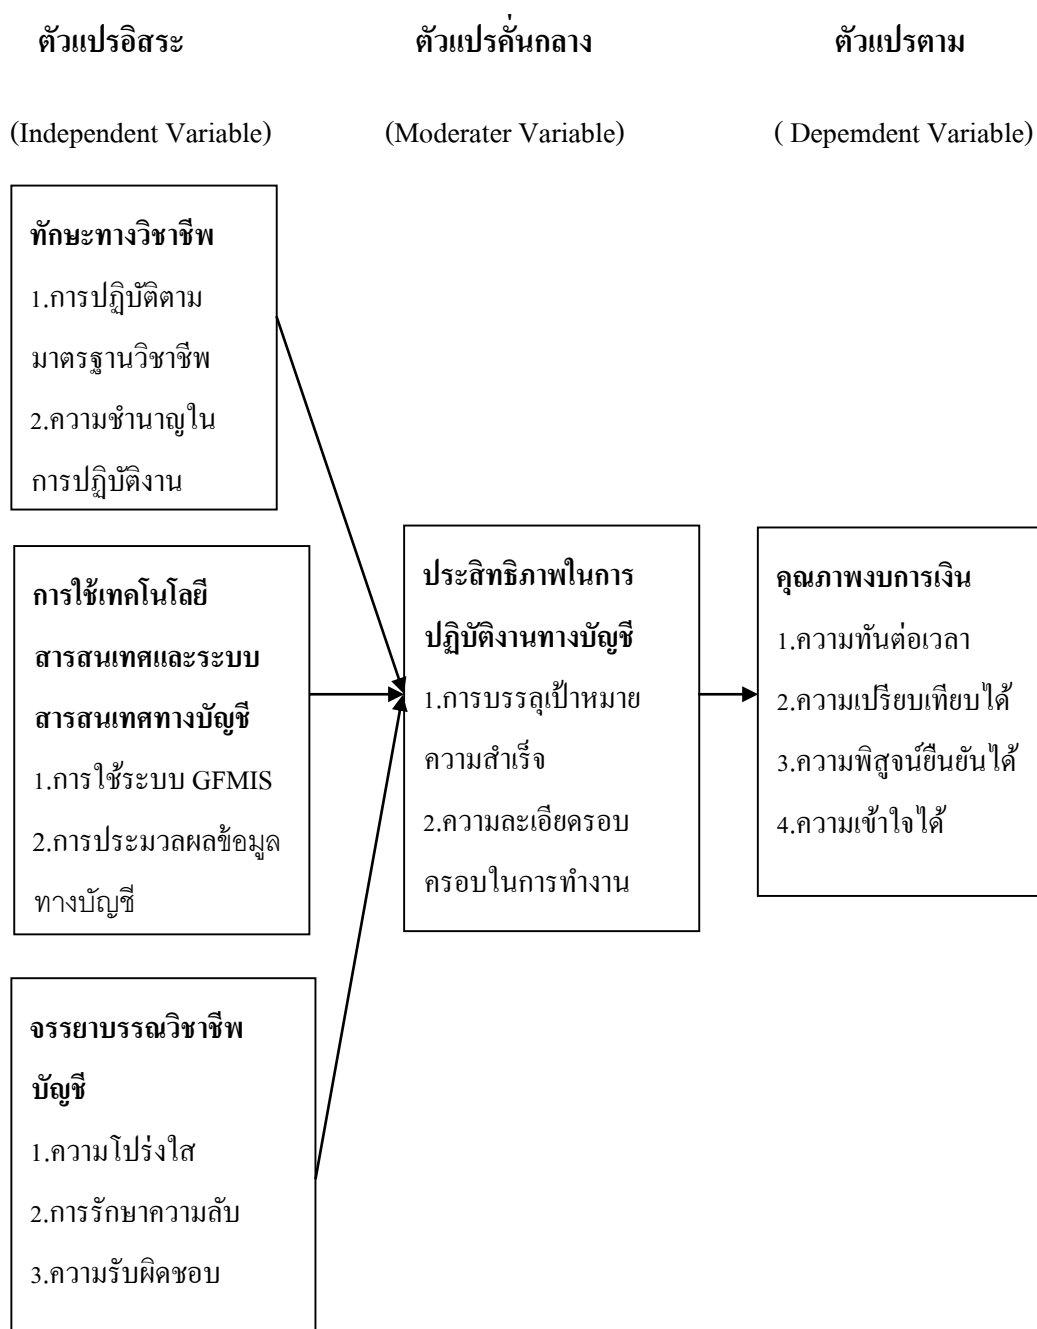 ตัวแปรอิสระ
ตัวแปรคั่นกลาง
ตัวแปรตาม
(Independent Variable)
(Moderater Variable)
( Depemdent Variable)
ทักษะทางวิชาชีพ
1.การปฏิบัติตาม
มาตรฐานวิชาชีพ
2.ความชำนาญใน
การปฏิบัติงาน
การใช้เทคโนโลยี
สารสนเทศและระบบ
สารสนเทศทางบัญชี
1.การใช้ระบบ GFMIS
2.การประมวลผลข้อมูล
ทางบัญชี
จรรยาบรรณวิชาชีพ
บัญชี
1.ความโปร่งใส
2.การรักษาความลับ
3.ความรับผิดชอบ
ประสิทธิภาพในการ
ปฏิบัติงานทางบัญชี
1.การบรรลุเป้าหมาย
ความสำเร็จ
2.ความละเอียดรอบ
ครอบในการทำงาน
คุณภาพงบการเงิน
1.ความทันต่อเวลา
2.ความเปรียบเทียบได้
3.ความพิสูจน์ยืนยันได้
4.ความเข้าใจได้